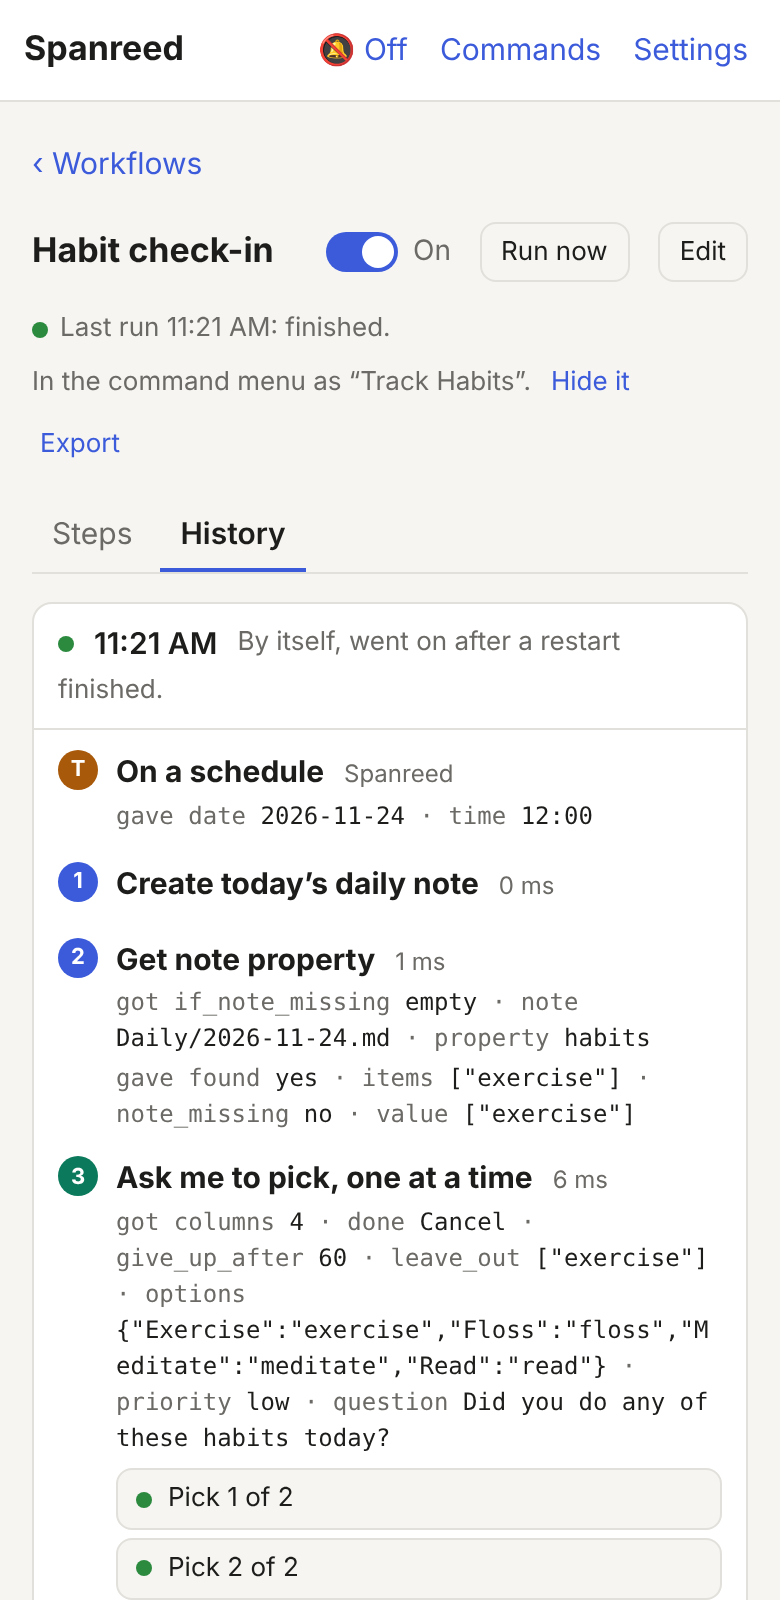 Spanreed
Off
Commands
Settings
‹ Workflows
Habit check-in
On
Run now
Edit
Last run 11:21 AM: finished.
In the command menu as “Track Habits”. Hide it
Export
Steps
History
11:21 AM By itself, went on after a restart
finished.
T On a schedule Spanreed
gave date 2026-11-24 · time 12:00
1 Create today’s daily note 0 ms
2 Get note property 1 ms
got if_note_missing empty · note
Daily/2026-11-24.md · property habits
gave found yes · items ["exercise"] ·
note_missing no · value ["exercise"]
3 Ask me to pick, one at a time 6 ms
got columns 4 · done Cancel ·
give_up_after 60 · leave_out ["exercise"]
· options
{"Exercise":"exercise","Floss":"floss","M
editate":"meditate","Read":"read"} ·
priority low · question Did you do any of
these habits today?
Pick 1 of 2
Pick 2 of 2